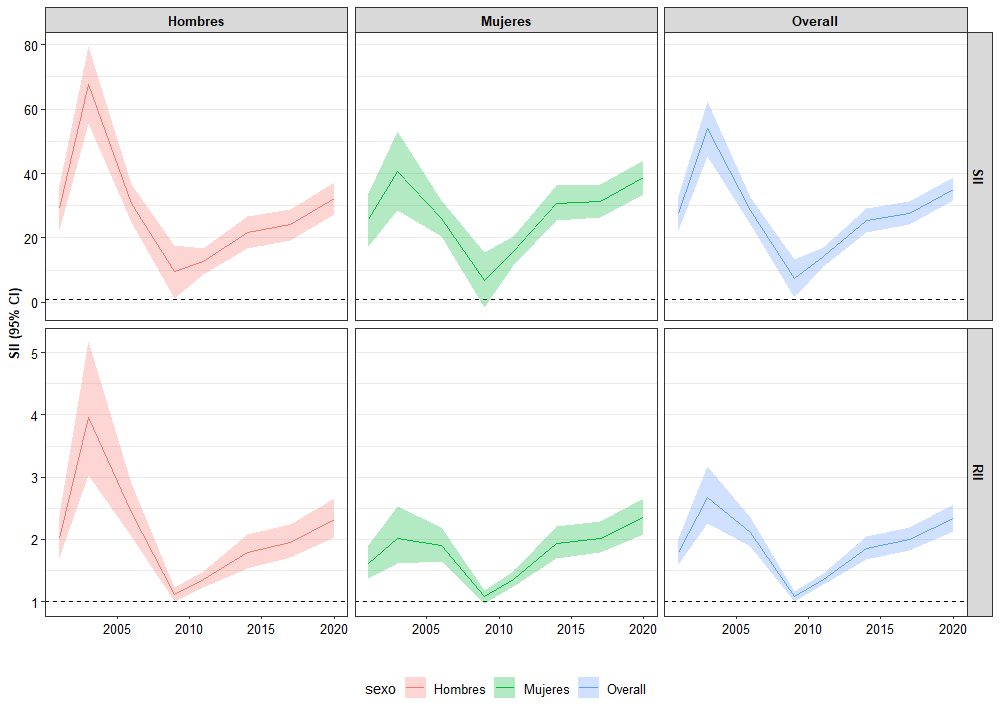 Hombres Mujeres Overall
80
60
40
20
0
SII
SII (95% CI)
5
4
3
2
1
RII
2005 2010 2015 2020 2005 2010 2015 2020 2005 2010 2015 2020
sexo Hombres Mujeres Overall